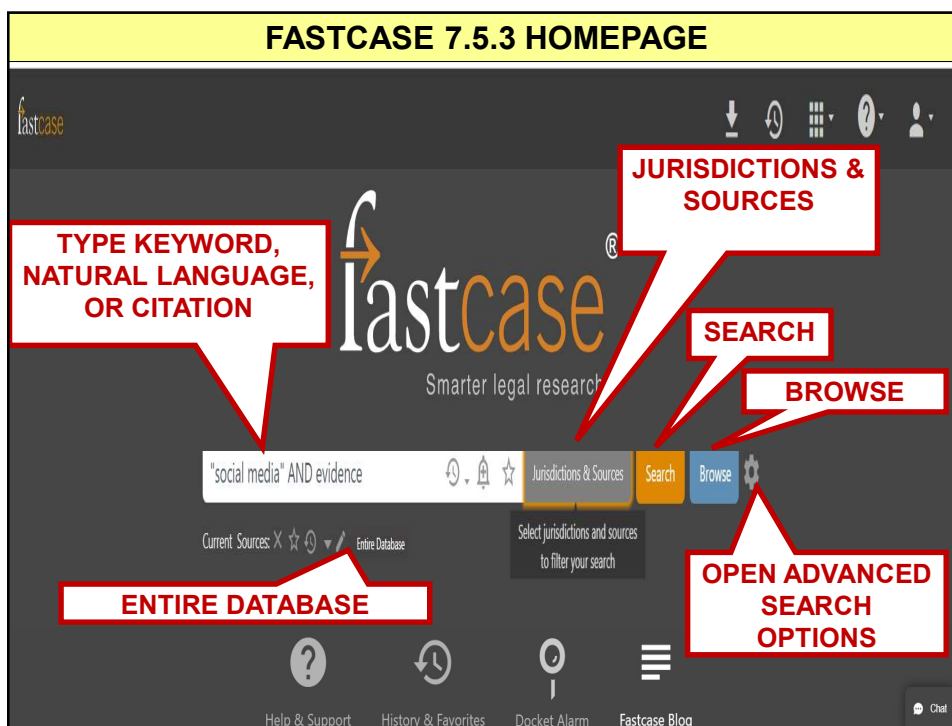 FASTCASE 7.5.3 HOMEPAGE
fastcase
JURISDICTIONS &
SOURCES
TYPE KEYWORD,
NATURAL LANGUAGE,
OR CITATION
fastcase®
Smarter legal research
SEARCH
BROWSE
"social media" AND evidence
Jurisdictions & Sources
Search
Browse
Current Sources:
Entire Database
Select jurisdictions and sources
to filter your search
ENTIRE DATABASE
OPEN ADVANCED
SEARCH
OPTIONS
Help & Support
History & Favorites
Docket Alarm
Fastcase Blog
Chat